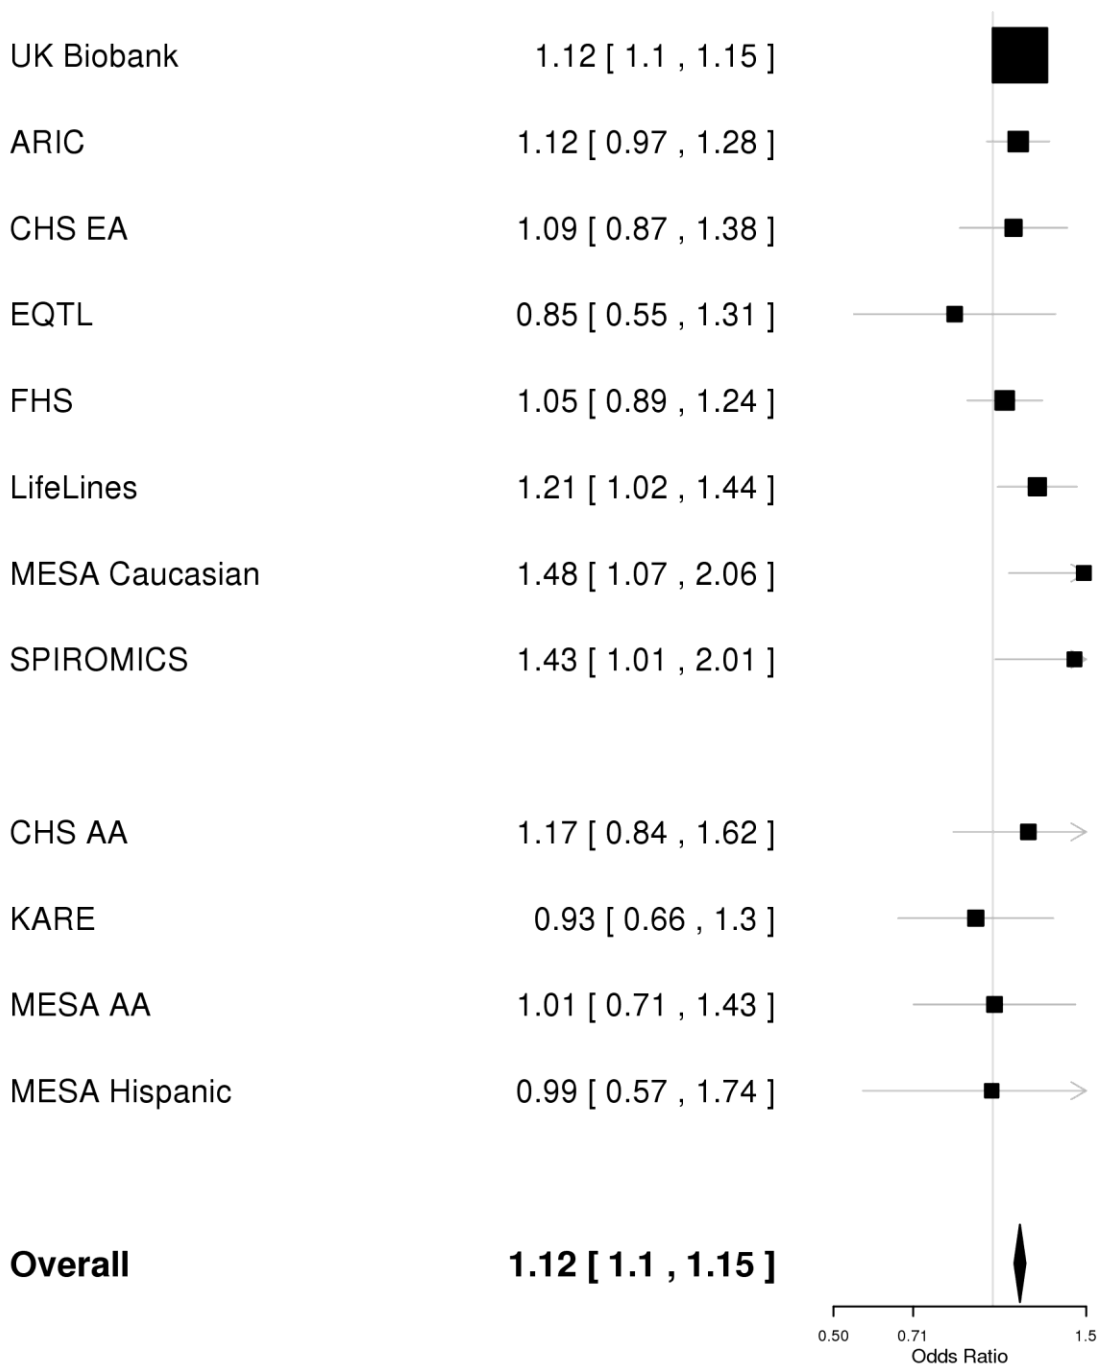 UK Biobank 1.12 [ 1.1 , 1.15 ]
ARIC 1.12 [ 0.97 , 1.28 ]
CHS EA 1.09 [ 0.87 , 1.38 ]
EQTL 0.85 [ 0.55 , 1.31 ]
FHS 1.05 [ 0.89 , 1.24 ]
LifeLines 1.21 [ 1.02 , 1.44 ]
MESA Caucasian 1.48 [ 1.07 , 2.06 ]
SPIROMICS 1.43 [ 1.01 , 2.01 ]
CHS AA 1.17 [ 0.84 , 1.62 ]
KARE 0.93 [ 0.66 , 1.3 ]
MESA AA 1.01 [ 0.71 , 1.43 ]
MESA Hispanic 0.99 [ 0.57 , 1.74 ]
Overall 1.12 [ 1.1 , 1.15 ]
0.50 0.71 1.5
Odds Ratio